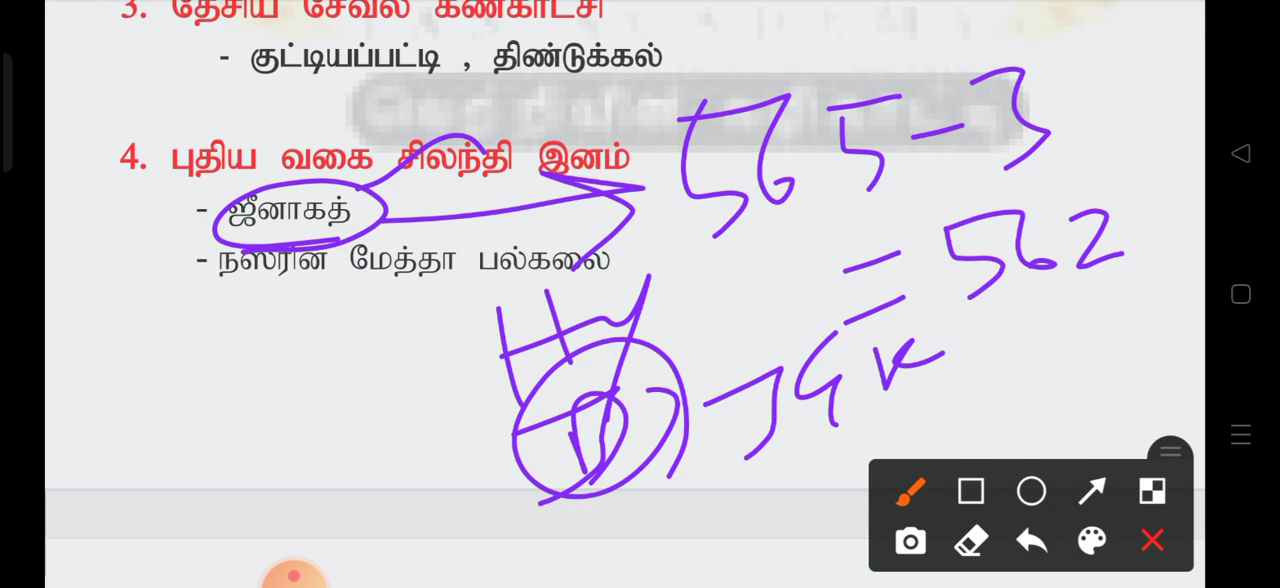 3. தேசிய சேவல் கண்காட்சி
- குட்டியப்பட்டி , திண்டுக்கல்
4. புதிய வகை சிலந்தி இனம்
- ஜீனாகத்
- நஸ்ரின் மேத்தா பல்கலை
565-3
= 562